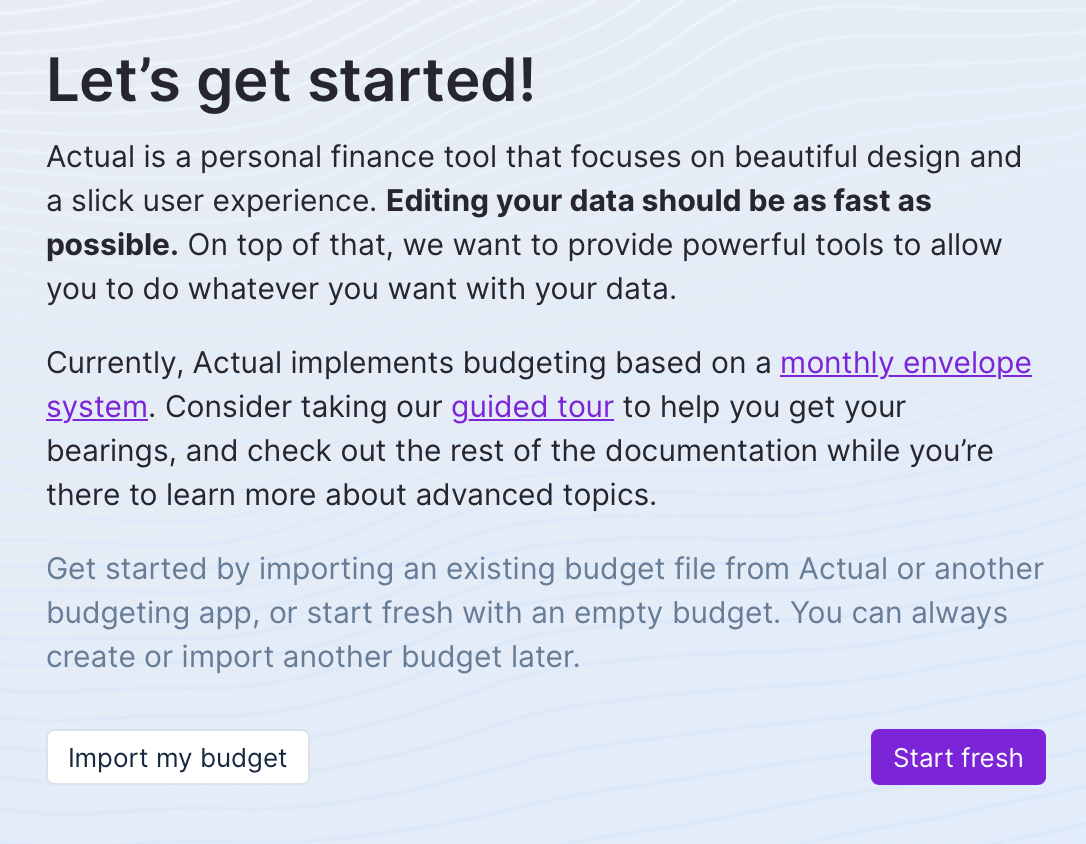 Let’s get started!
Actual is a personal finance tool that focuses on beautiful design and
a slick user experience. Editing your data should be as fast as
possible. On top of that, we want to provide powerful tools to allow
you to do whatever you want with your data.
Currently, Actual implements budgeting based on a monthly envelope
system. Consider taking our guided tour to help you get your
bearings, and check out the rest of the documentation while you’re
there to learn more about advanced topics.
Get started by importing an existing budget file from Actual or another
budgeting app, or start fresh with an empty budget. You can always
create or import another budget later.
Import my budget
Start fresh